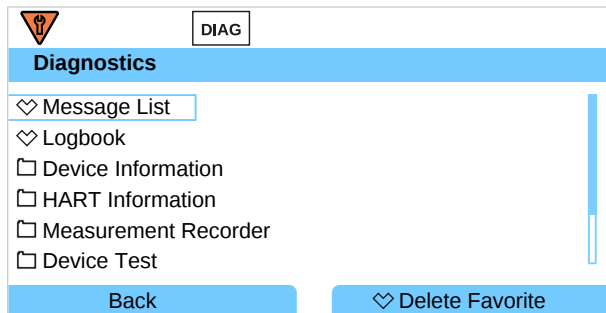 DIAG
Diagnostics
Message List
Logbook
Device Information
HART Information
Measurement Recorder
Device Test
Back
Delete Favorite